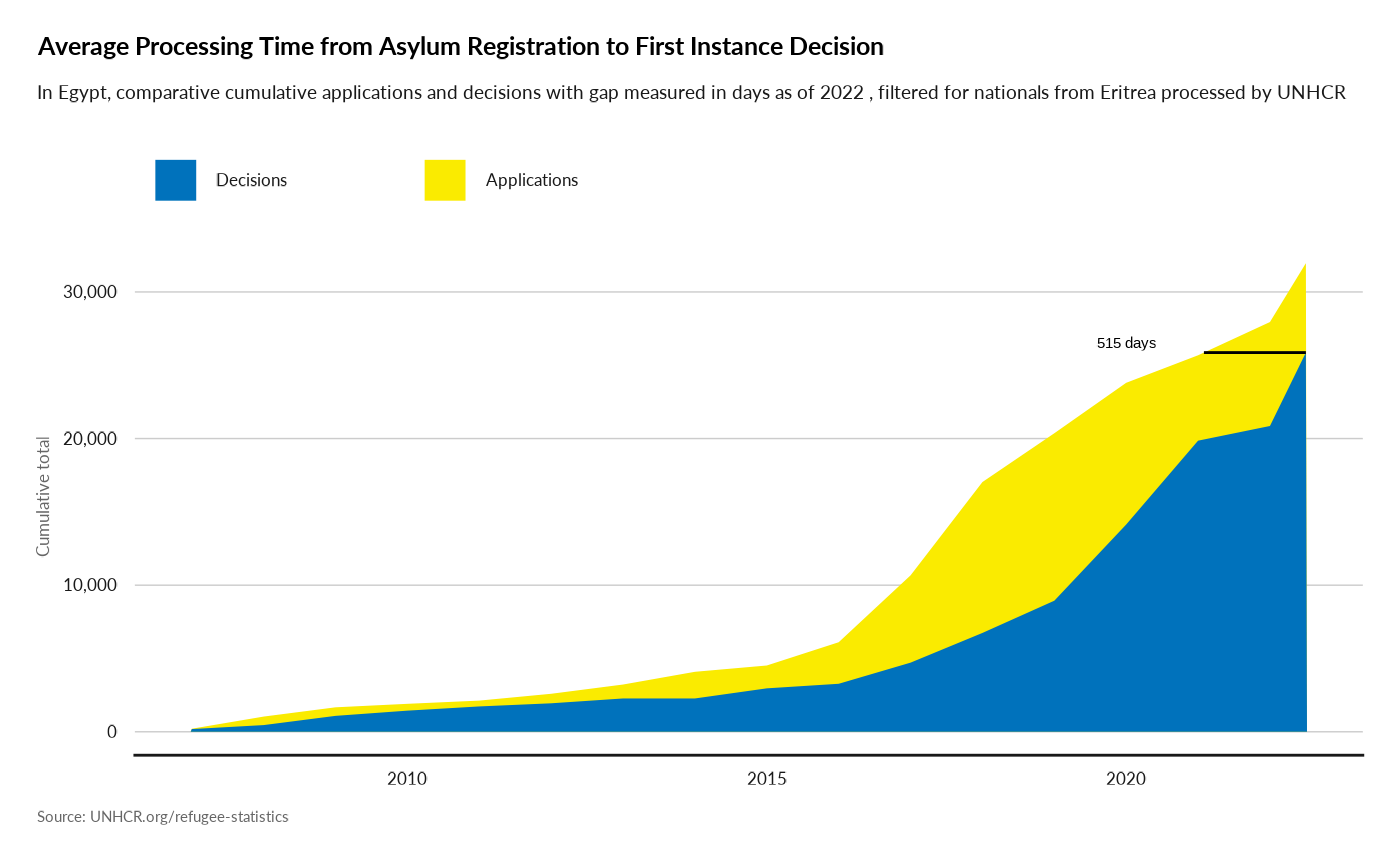 Average Processing Time from Asylum Registration to First Instance Decision
In Egypt, comparative cumulative applications and decisions with gap measured in days as of 2022 , filtered for nationals from Eritrea processed by UNHCR
Decisions
Applications
30,000
515 days
20,000
Cumulative total
10,000
0
2010
2015
2020
Source: UNHCR.org/refugee-statistics